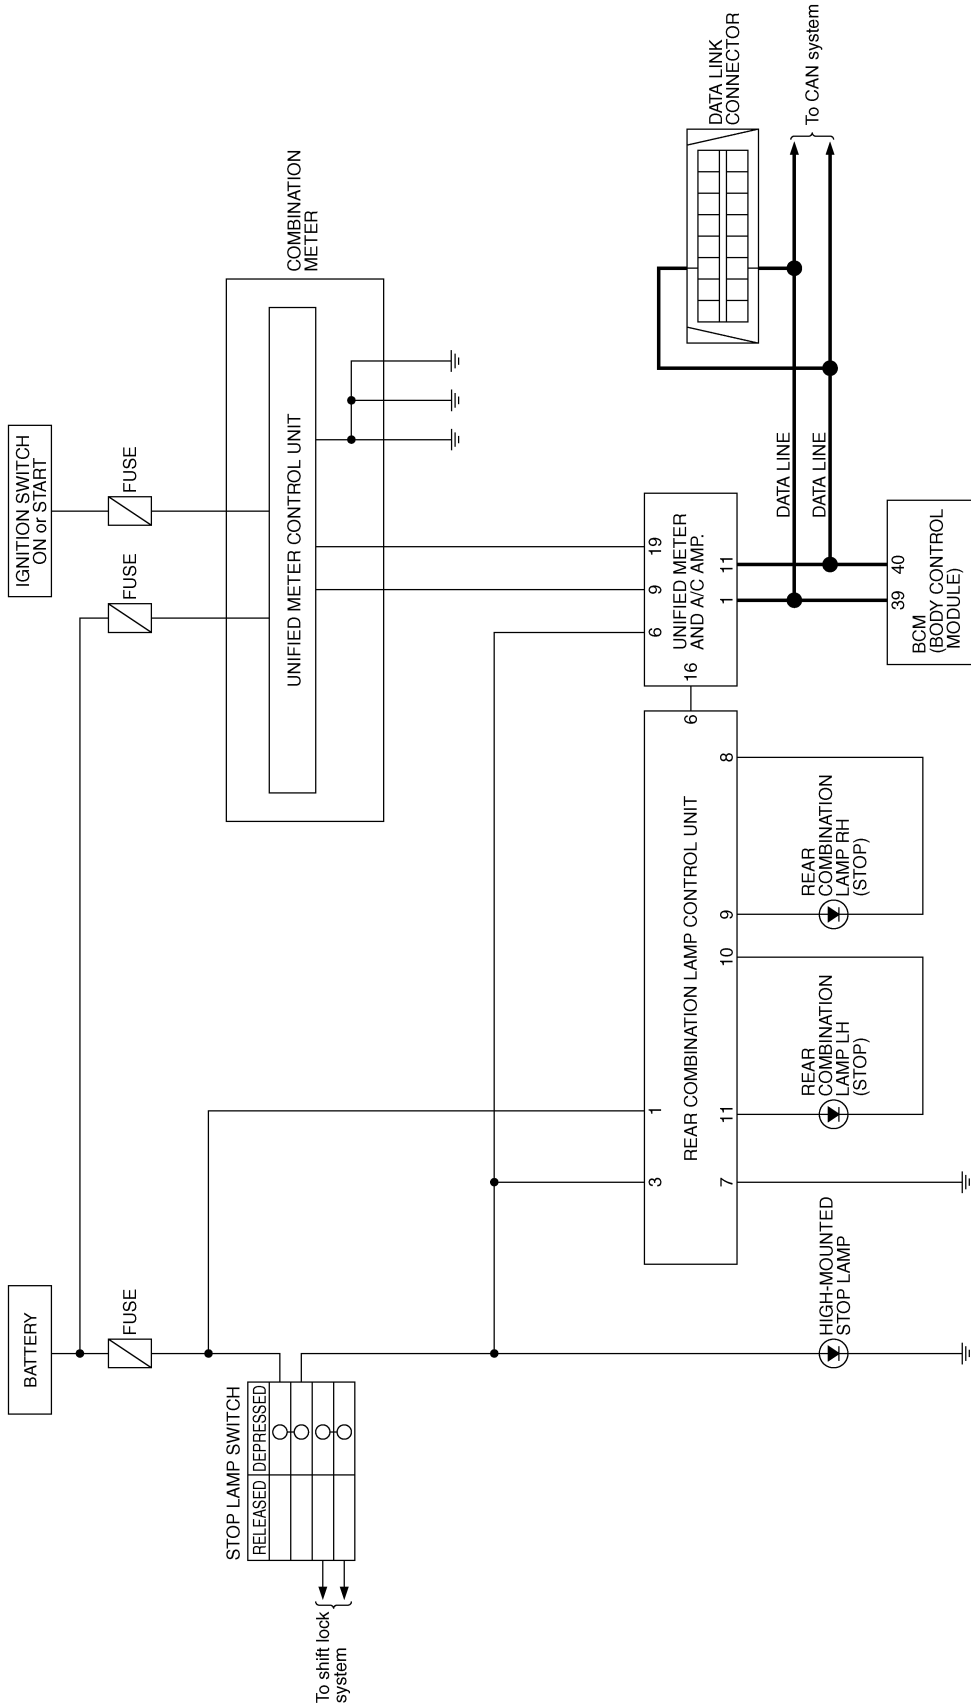 BATTERY
IGNITION SWITCH
ON or START
FUSE
FUSE
FUSE
STOP LAMP SWITCH
RELEASED
DEPRESSED
To shift lock
system
COMBINATION
METER
UNIFIED METER CONTROL UNIT
3
1
6
9
19
REAR COMBINATION LAMP CONTROL UNIT
6
16
UNIFIED METER
AND A/C AMP.
7
11
10
9
8
1
11
DATA LINK
CONNECTOR
DATA LINE
DATA LINE
To CAN system
HIGH-MOUNTED
STOP LAMP
REAR
COMBINATION
LAMP LH
(STOP)
REAR
COMBINATION
LAMP RH
(STOP)
39
40
BCM
(BODY CONTROL
MODULE)